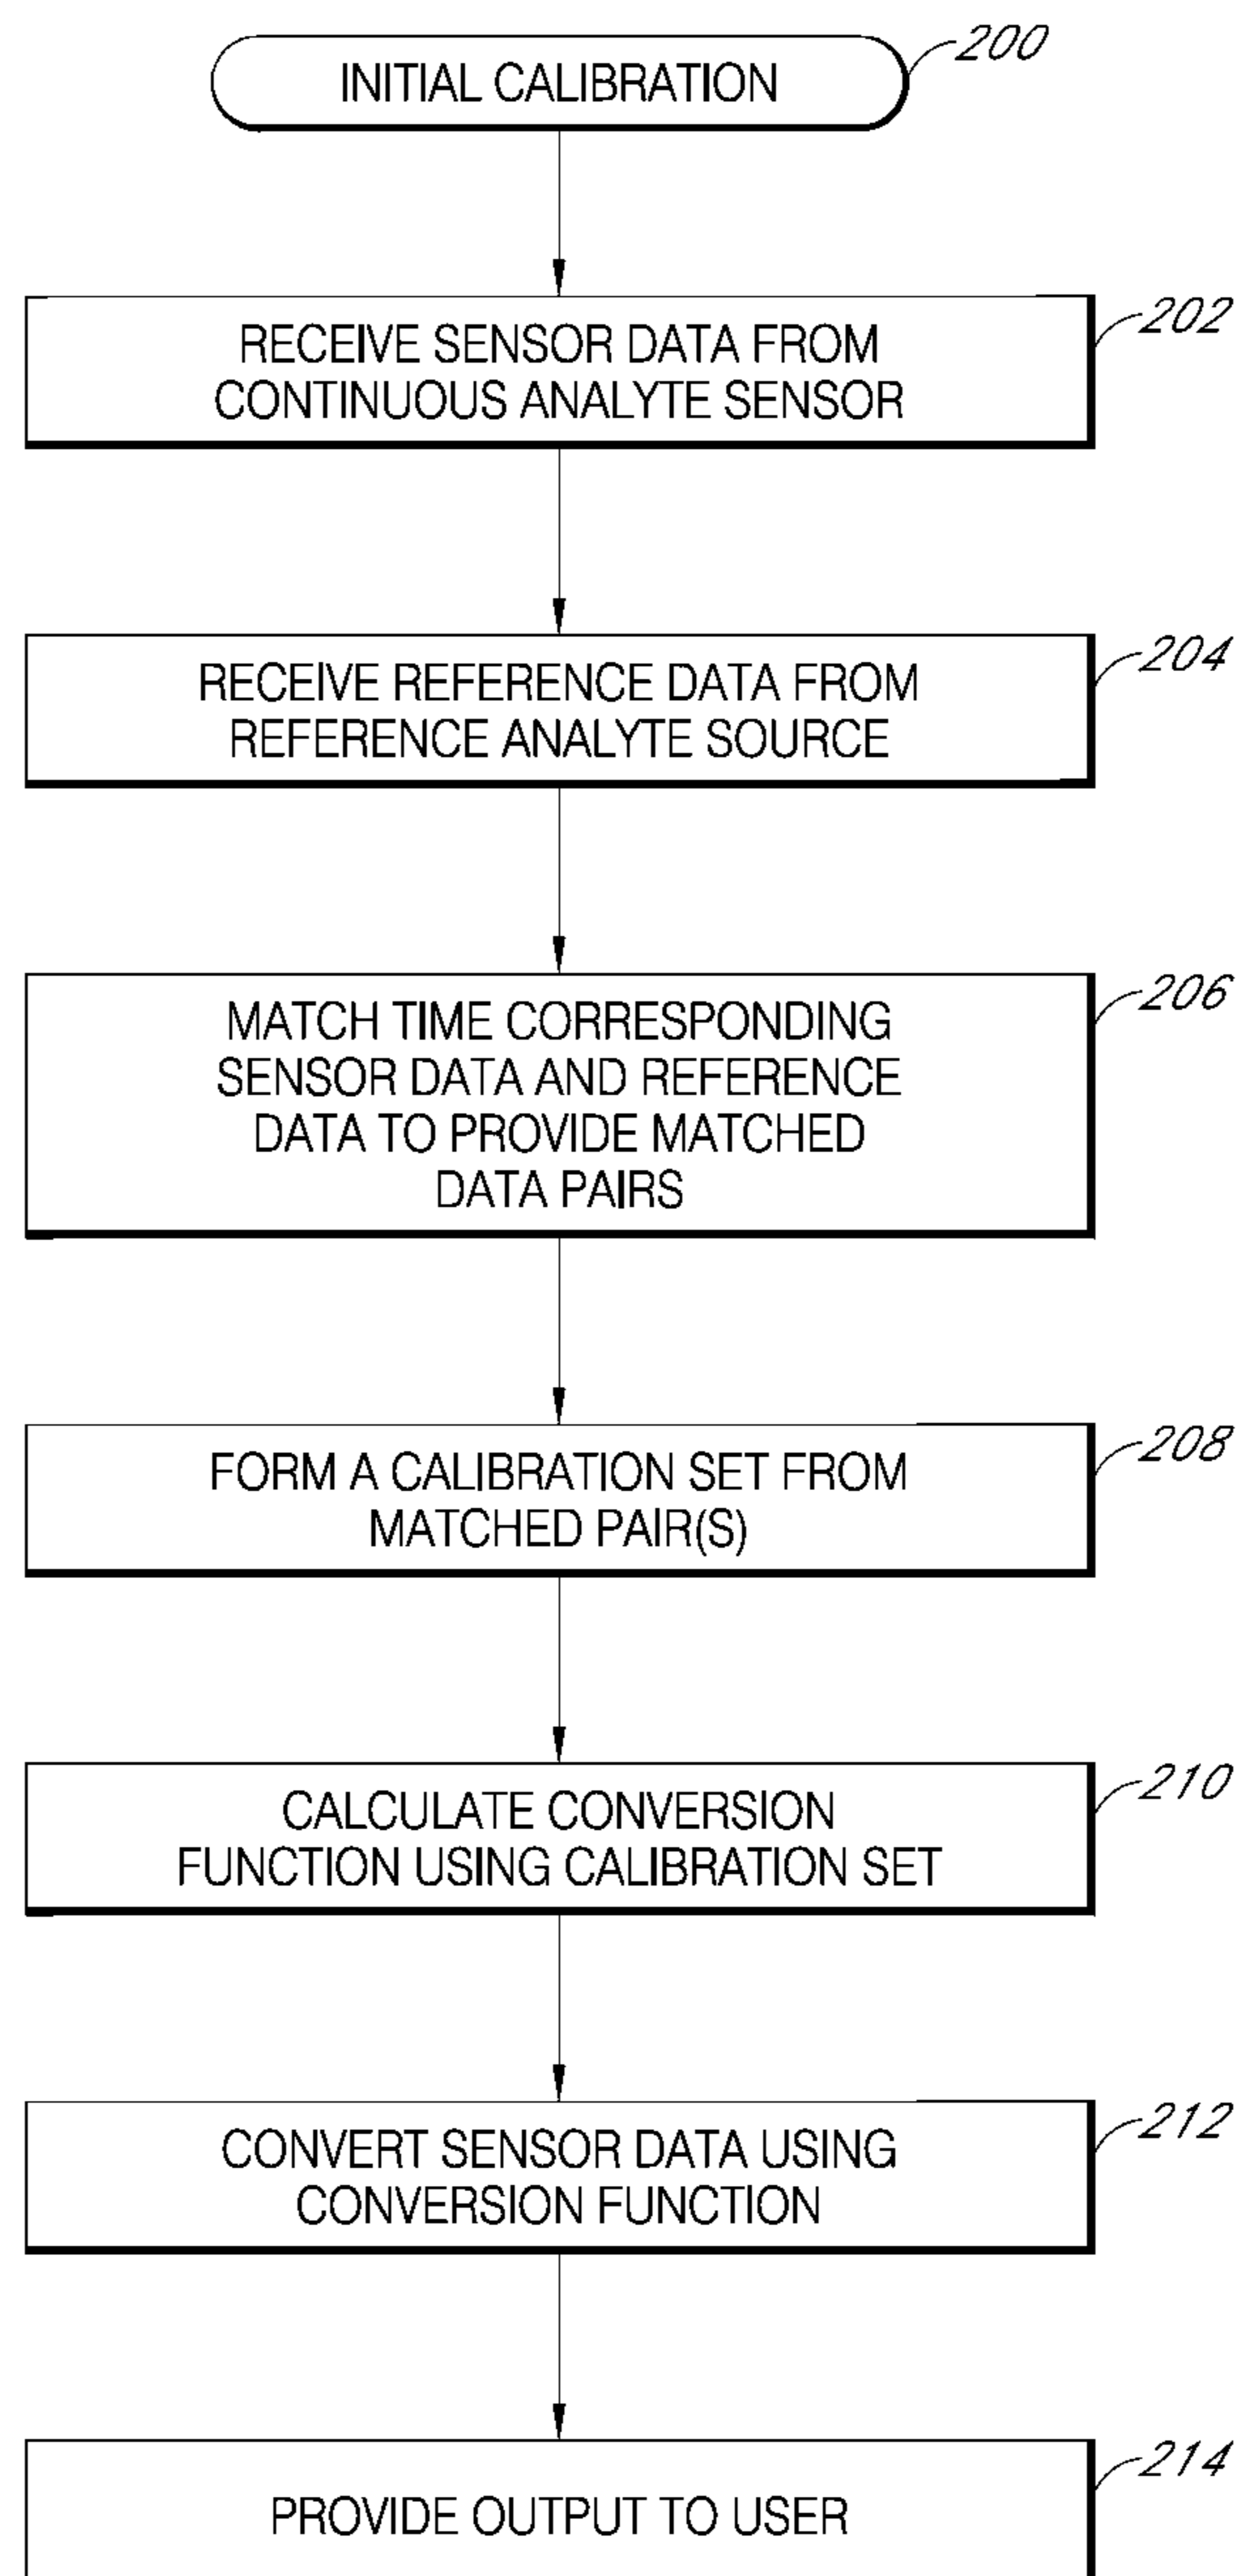 INITIAL CALIBRATION
200
RECEIVE SENSOR DATA FROM
CONTINUOUS ANALYTE SENSOR
202
RECEIVE REFERENCE DATA FROM
REFERENCE ANALYTE SOURCE
204
MATCH TIME CORRESPONDING
SENSOR DATA AND REFERENCE
DATA TO PROVIDE MATCHED
DATA PAIRS
206
FORM A CALIBRATION SET FROM
MATCHED PAIR(S)
208
CALCULATE CONVERSION
FUNCTION USING CALIBRATION SET
210
CONVERT SENSOR DATA USING
CONVERSION FUNCTION
212
PROVIDE OUTPUT TO USER
214